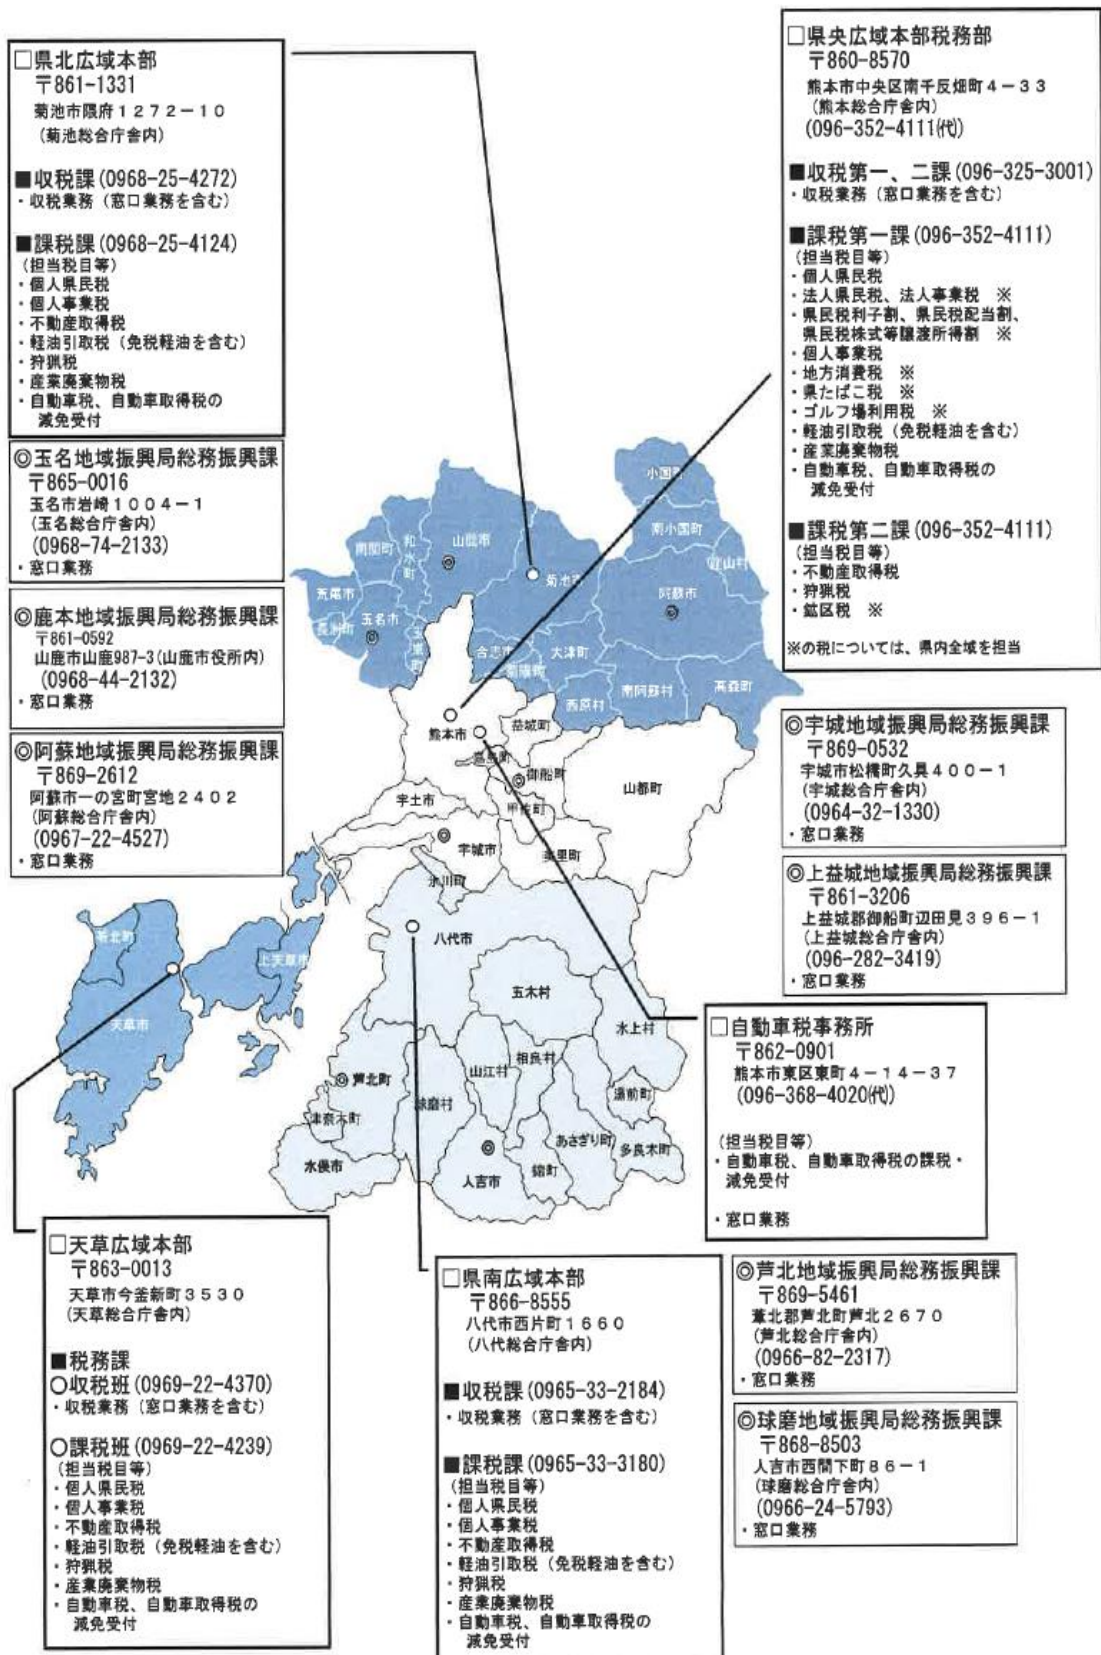 □県北広域本部
〒861-1331
菊池市隈府1272-10
(菊池総合庁舎内)
■収税課(0968-25-4272)
・収税業務(窓口業務を含む)
■課税課(0968-25-4124)
(担当税目等)
・個人県民税
・個人事業税
・不動産取得税
・軽油引取税(免税軽油を含む)
・狩猟税
・産業廃棄物税
・自動車税、自動車取得税の
減免受付
◎玉名地域振興局総務振興課
〒865-0016
玉名市岩崎1004-1
(玉名総合庁舎内)
(0968-74-2133)
・窓口業務
◎鹿本地域振興局総務振興課
〒861-0592
山鹿市山鹿987-3(山鹿市役所内)
(0968-44-2132)
・窓口業務
◎阿蘇地域振興局総務振興課
〒869-2612
阿蘇市一の宮町宮地2402
(阿蘇総合庁舎内)
(0967-22-4527)
・窓口業務
□県央広域本部税務部
〒860-8570
熊本市中央区南千反畑町4-33
(熊本総合庁舎内)
(096-352-4111㈹)
■収税第一、二課(096-325-3001)
・収税業務(窓口業務を含む)
■課税第一課(096-352-4111)
(担当税目等)
・個人県民税
・法人県民税、法人事業税 ※
・県民税利子割、県民税配当割、
県民税株式等譲渡所得割 ※
・個人事業税
・地方消費税 ※
・県たばこ税 ※
・ゴルフ場利用税 ※
・軽油引取税(免税軽油を含む)
・産業廃棄物税
・自動車税、自動車取得税の
減免受付
■課税第二課(096-352-4111)
(担当税目等)
・不動産取得税
・狩猟税
・鉱区税 ※
※の税については、県内全域を担当
◎宇城地域振興局総務振興課
〒869-0532
宇城市松橋町久具400-1
(宇城総合庁舎内)
(0964-32-1330)
・窓口業務
◎上益城地域振興局総務振興課
〒861-3206
上益城郡御船町辺田見396-1
(上益城総合庁舎内)
(096-282-3419)
・窓口業務
□自動車税事務所
〒862-0901
熊本市東区東町4-14-37
(096-368-4020㈹)
(担当税目等)
・自動車税、自動車取得税の課税・
減免受付
・窓口業務
小国町
南小国町
産山村
阿蘇市
山鹿市
和水町
南関町
荒尾市
長洲町
玉名市
玉東町
菊池市
合志市
菊陽町
大津町
西原村
南阿蘇村
高森町
熊本市
益城町
嘉島町
御船町
甲佐町
山都町
宇土市
宇城市
美里町
氷川町
八代市
五木村
水上村
相良村
山江村
湯前町
芦北町
球磨村
津奈木町
水俣市
人吉市
錦町
あさぎり町
多良木町
苓北町
天草市
上天草市
□天草広域本部
〒863-0013
天草市今釜新町3530
(天草総合庁舎内)
■税務課
○収税班(0969-22-4370)
・収税業務(窓口業務を含む)
○課税班(0969-22-4239)
(担当税目等)
・個人県民税
・個人事業税
・不動産取得税
・軽油引取税(免税軽油を含む)
・狩猟税
・産業廃棄物税
・自動車税、自動車取得税の
減免受付
□県南広域本部
〒866-8555
八代市西片町1660
(八代総合庁舎内)
■収税課(0965-33-2184)
・収税業務(窓口業務を含む)
■課税課(0965-33-3180)
(担当税目等)
・個人県民税
・個人事業税
・不動産取得税
・軽油引取税(免税軽油を含む)
・狩猟税
・産業廃棄物税
・自動車税、自動車取得税の
減免受付
◎芦北地域振興局総務振興課
〒869-5461
葦北郡芦北町芦北2670
(芦北総合庁舎内)
(0966-82-2317)
・窓口業務
◎球磨地域振興局総務振興課
〒868-8503
人吉市西間下町86-1
(球磨総合庁舎内)
(0966-24-5793)
・窓口業務